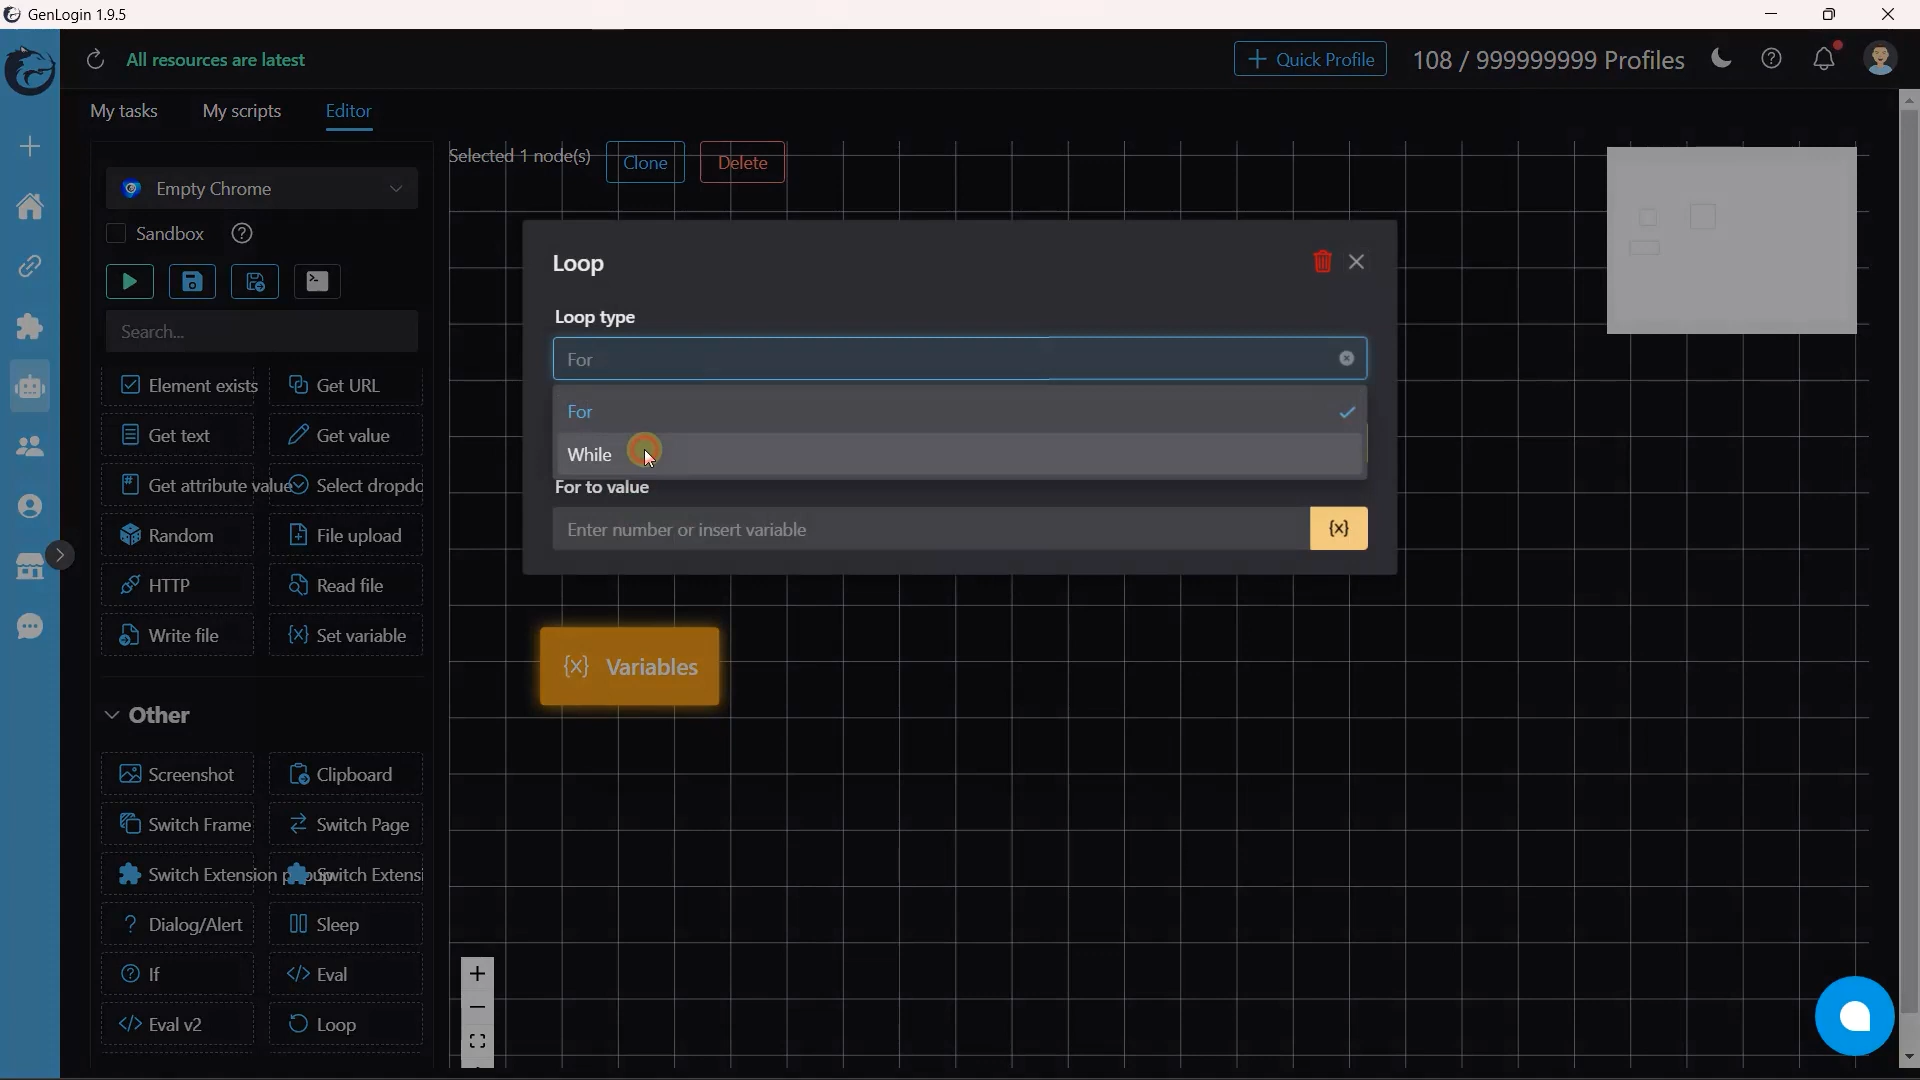 GenLogin 1.9.5
All resources are latest
Quick Profile
108 / 999999999 Profiles
My tasks
My scripts
Editor
Selected 1 node(s)
Clone
Delete
Empty Chrome
Sandbox
Search...
Element exists
Get URL
Get text
Get value
Get attribute value
Select dropdo
Random
File upload
HTTP
Read file
Write file
{x} Set variable
Other
Screenshot
Clipboard
Switch Frame
Switch Page
Switch Extension popup
Switch Extensi
? Dialog/Alert
Sleep
If
</> Eval
</> Eval v2
Loop
Loop
Loop type
For
For
While
For to value
Enter number or insert variable
{x}
{x} Variables